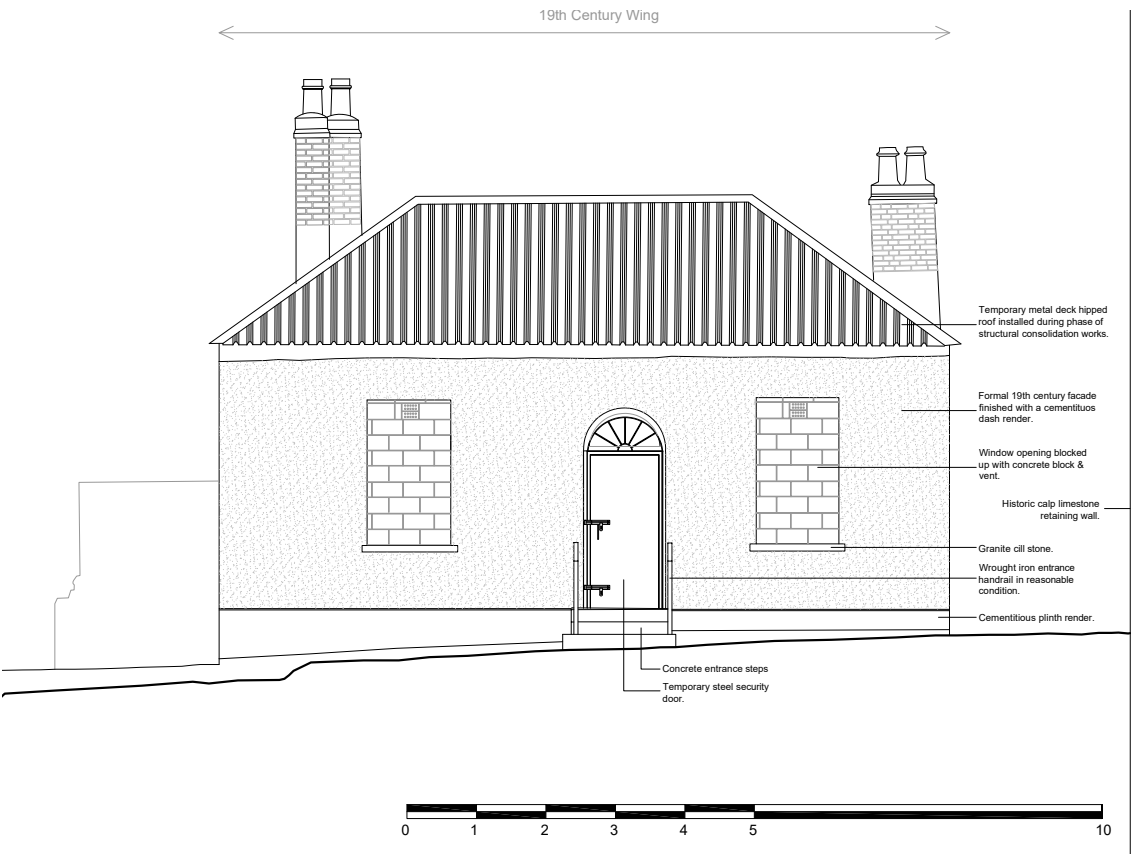 19th Century Wing
Temporary metal deck hipped
roof installed during phase of
structural consolidation works.
Formal 19th century facade
finished with a cementituos
dash render.
Window opening blocked
up with concrete block &
vent.
Historic calp limestone
retaining wall.
Granite cill stone.
Wrought iron entrance
handrail in reasonable
condition.
Cementitious plinth render.
Concrete entrance steps
Temporary steel security
door.
0 1 2 3 4 5 10